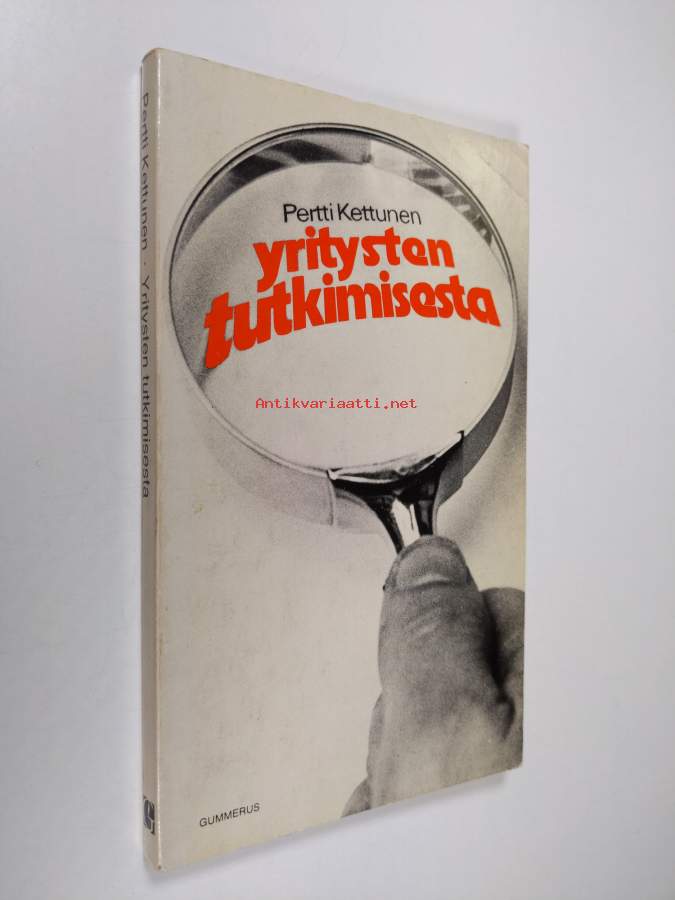 Pertti Kettunen
yritysten
tutkimisesta
Antikvariaatti.net
GUMMERUS
Pertti Kettunen · Yritysten tutkimisesta
G